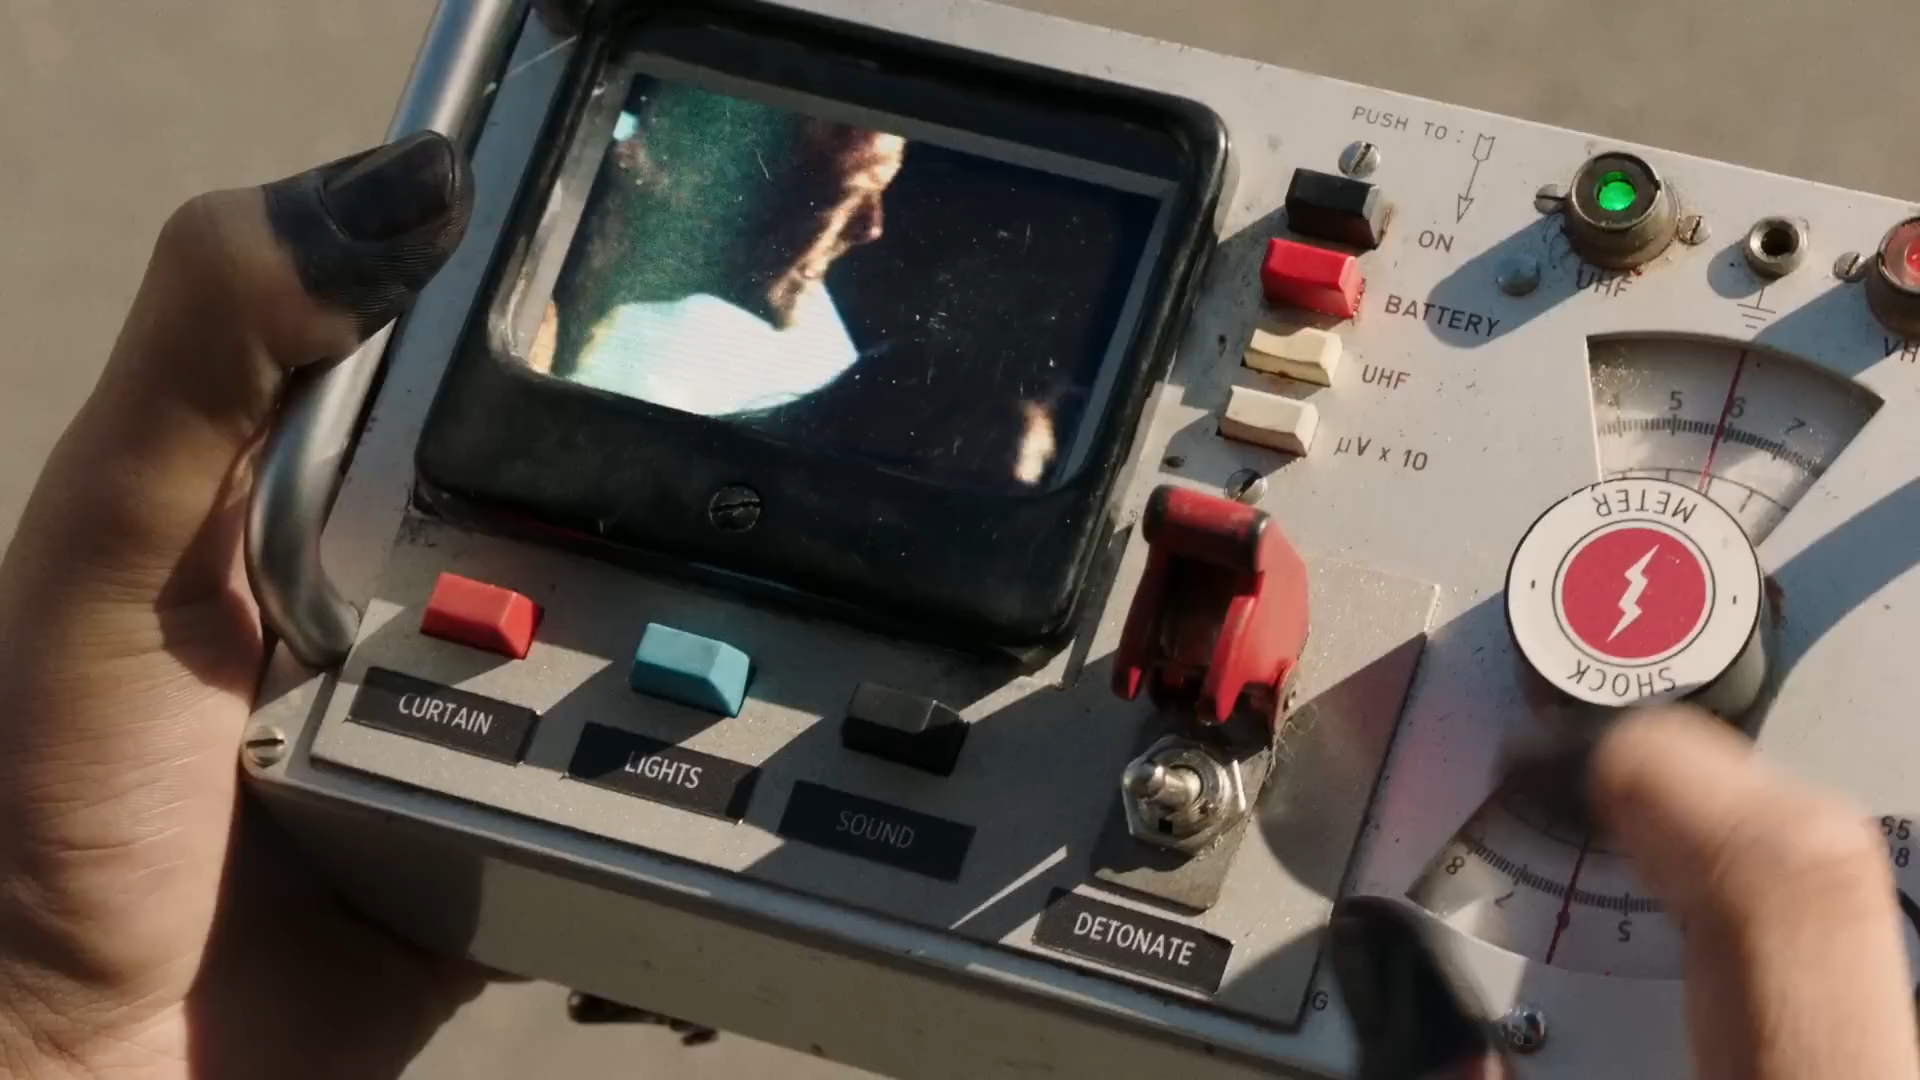 PUSH TO:
ON
BATTERY
UHF
µV x 10
UHF
5 6 7
METER
SHOCK
CURTAIN
LIGHTS
SOUND
DETONATE
8 7 6 5
G